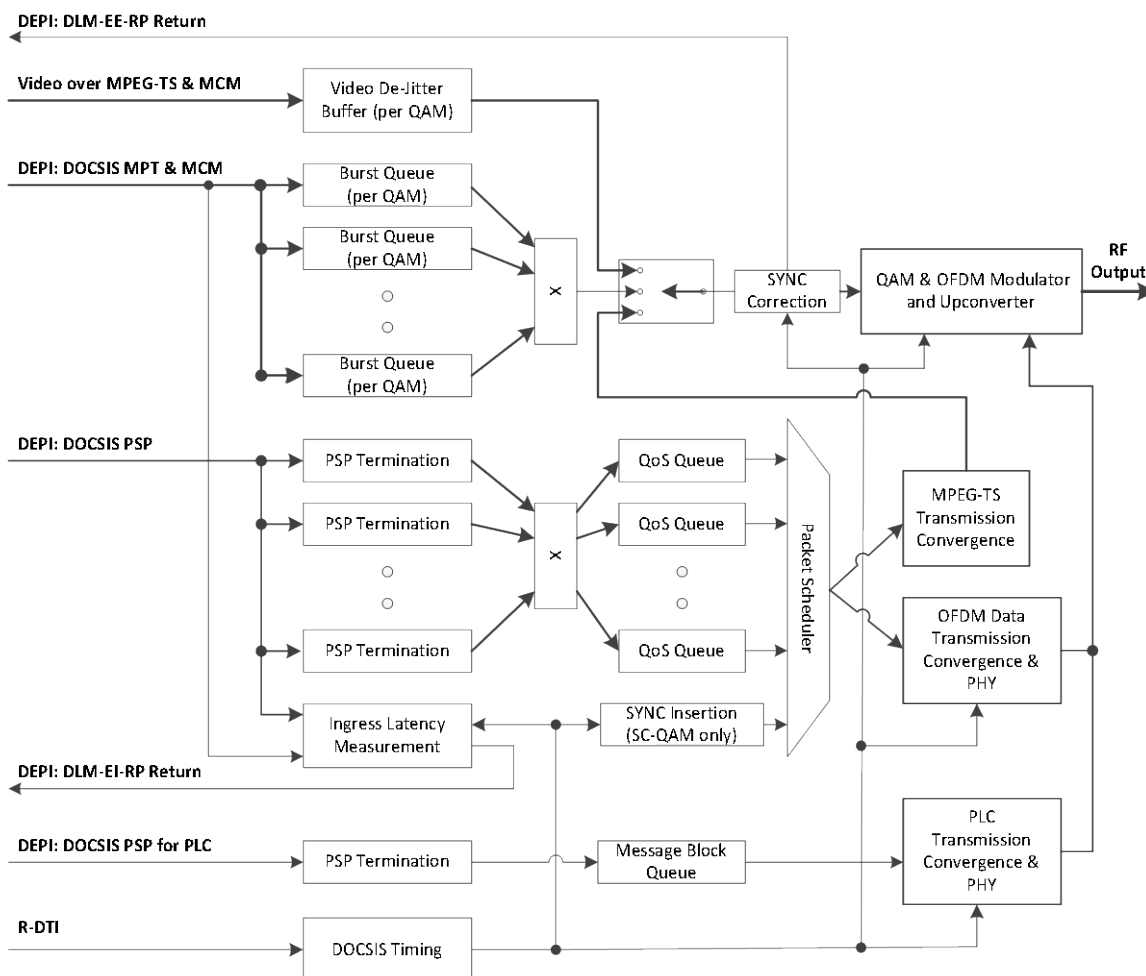 DEPI: DLM-EE-RP Return
Video over MPEG-TS & MCM
Video De-Jitter
Buffer (per QAM)
DEPI: DOCSIS MPT & MCM
Burst Queue
(per QAM)
Burst Queue
(per QAM)
Burst Queue
(per QAM)
X
SYNC
Correction
QAM & OFDM Modulator
and Upconverter
RF
Output
DEPI: DOCSIS PSP
PSP Termination
PSP Termination
PSP Termination
X
QoS Queue
QoS Queue
QoS Queue
Packet Scheduler
MPEG-TS
Transmission
Convergence
OFDM Data
Transmission
Convergence &
PHY
Ingress Latency
Measurement
SYNC Insertion
(SC-QAM only)
DEPI: DLM-EI-RP Return
DEPI: DOCSIS PSP for PLC
PSP Termination
Message Block
Queue
PLC
Transmission
Convergence &
PHY
R-DTI
DOCSIS Timing